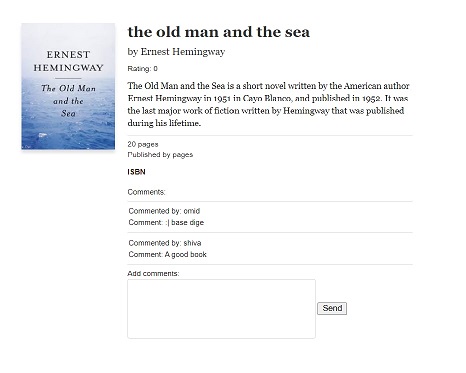 ERNEST
HEMINGWAY
The Old Man
and the
Sea
the old man and the sea
by Ernest Hemingway
Rating: 0
The Old Man and the Sea is a short novel written by the American author
Ernest Hemingway in 1951 in Cayo Blanco, and published in 1952. It was
the last major work of fiction written by Hemingway that was published
during his lifetime.
20 pages
Published by pages
ISBN
Comments:
Commented by: omid
Comment: :| base dige
Commented by: shiva
Comment: A good book
Add comments:
Send